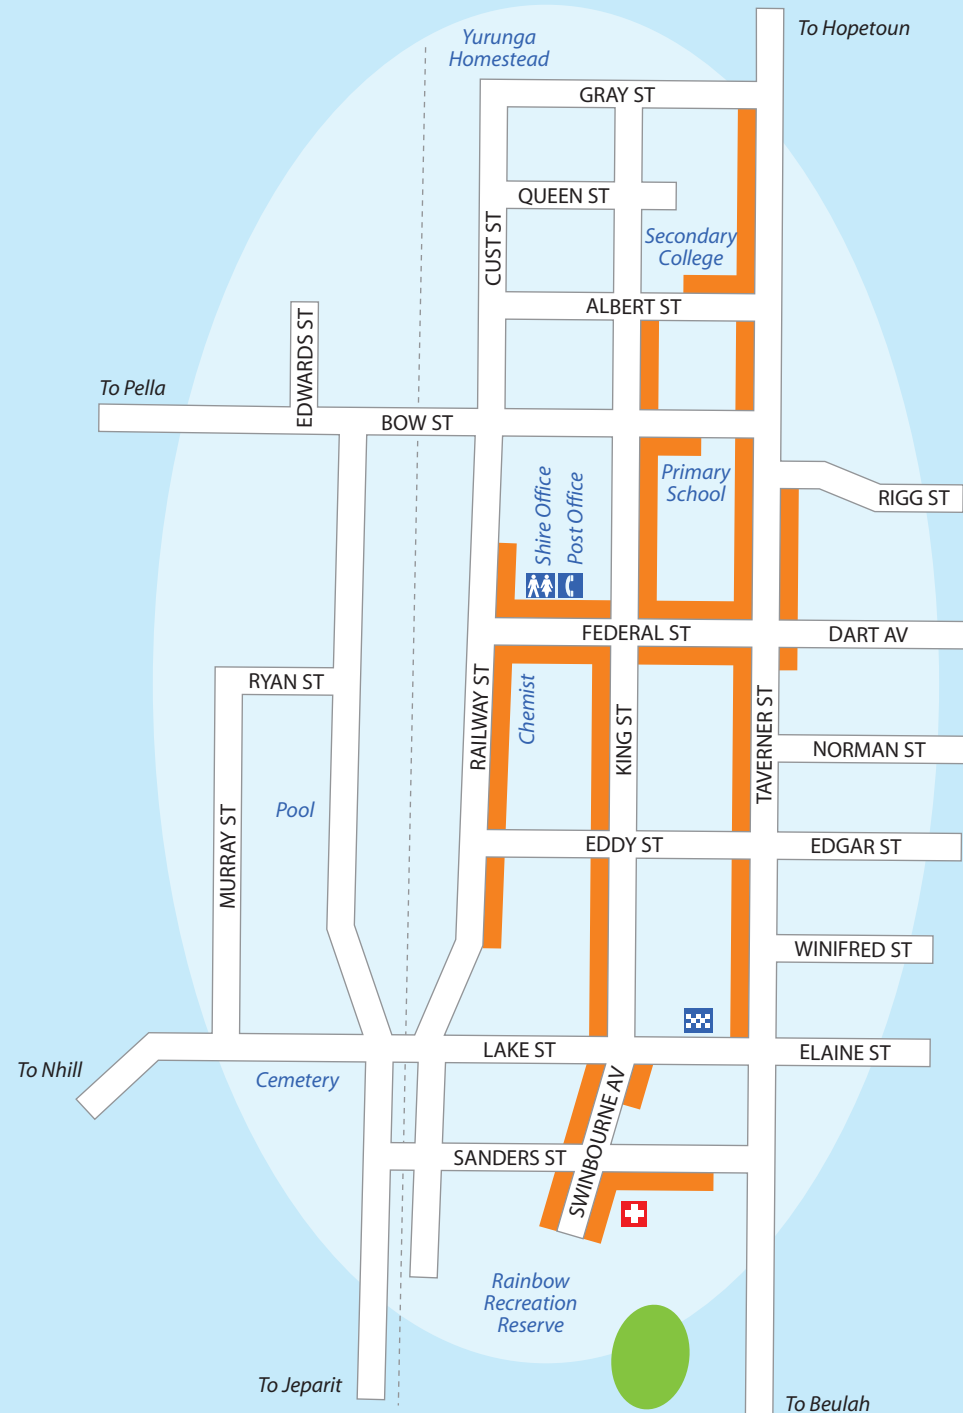 To Hopetoun
Yurunga
Homestead
GRAY ST
QUEEN ST
CUST ST
Secondary
College
ALBERT ST
EDWARDS ST
To Pella
BOW ST
Shire Office
Post Office
Primary
School
RIGG ST
FEDERAL ST
DART AV
RYAN ST
RAILWAY ST
Chemist
KING ST
TAVERNER ST
NORMAN ST
Pool
MURRAY ST
EDDY ST
EDGAR ST
WINIFRED ST
LAKE ST
ELAINE ST
To Nhill
Cemetery
SWINBOURNE AV
SANDERS ST
Rainbow
Recreation
Reserve
To Jeparit
To Beulah